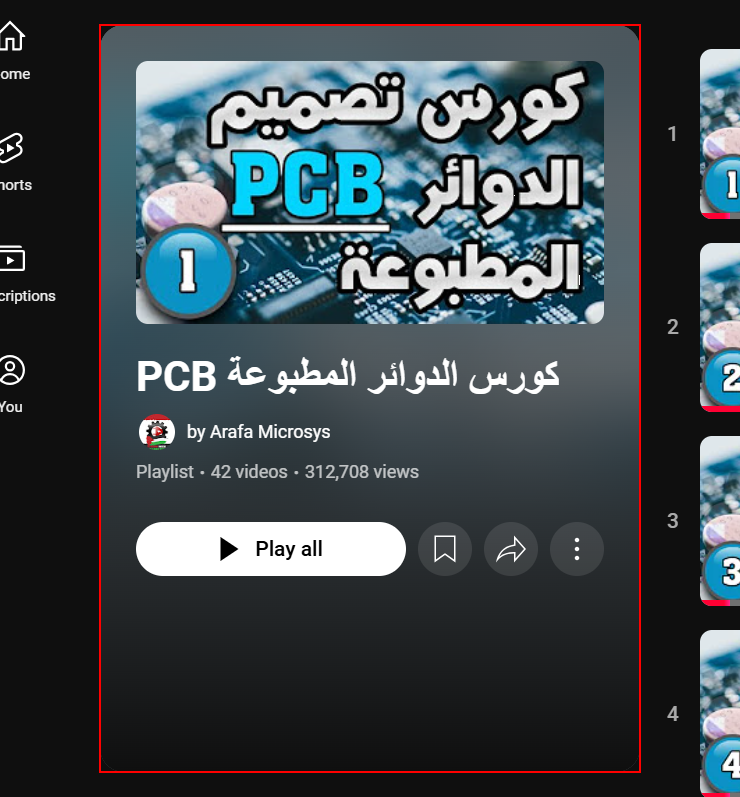 ome
horts
criptions
You
كورس تصميم
الدوائر PCB
المطبوعة
1
كورس الدوائر المطبوعة PCB
by Arafa Microsys
Playlist • 42 videos • 312,708 views
Play all
1
1
2
2
3
3
4
4